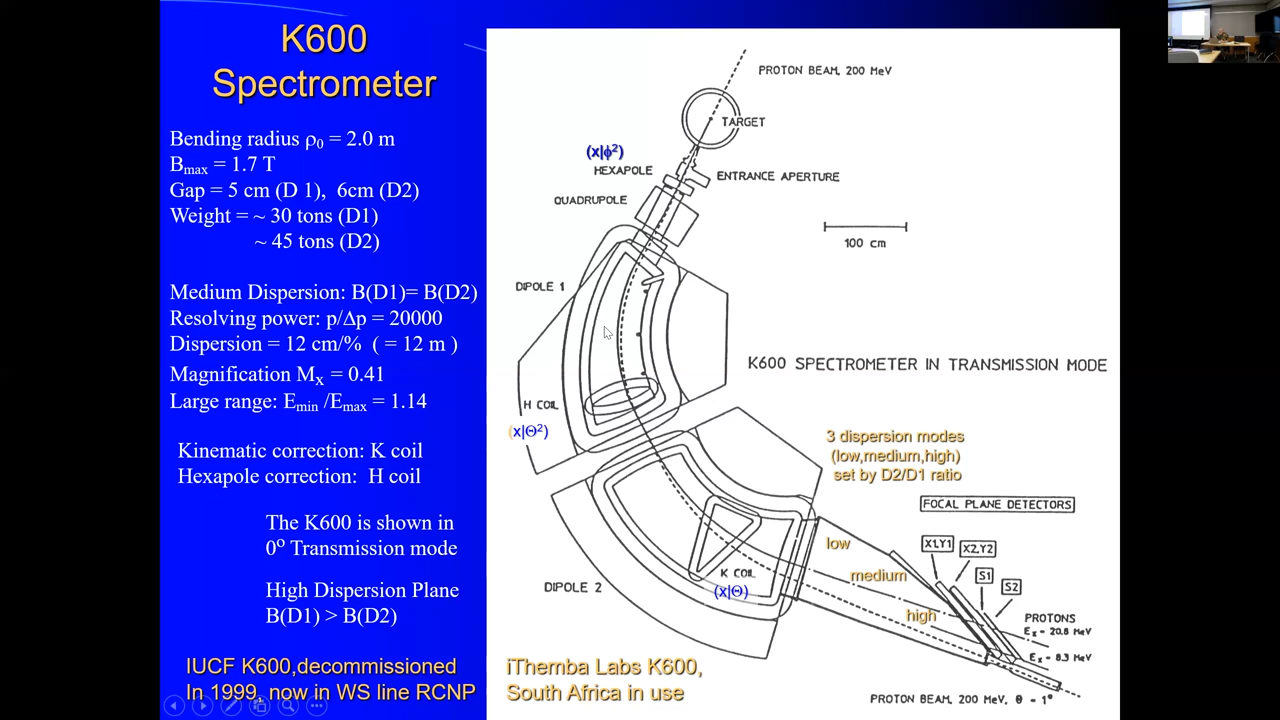 K600
Spectrometer
Bending radius ρ₀ = 2.0 m
Bmax = 1.7 T
Gap = 5 cm (D 1), 6cm (D2)
Weight = ~ 30 tons (D1)
~ 45 tons (D2)
Medium Dispersion: B(D1)= B(D2)
Resolving power: p/Δp = 20000
Dispersion = 12 cm/% ( = 12 m )
Magnification Mx = 0.41
Large range: Emin /Emax = 1.14
Kinematic correction: K coil
Hexapole correction: H coil
The K600 is shown in
0° Transmission mode
High Dispersion Plane
B(D1) > B(D2)
IUCF K600,decommissioned
In 1999, now in WS line RCNP
PROTON BEAM, 200 MeV
TARGET
(x|ϕ²)
HEXAPOLE
ENTRANCE APERTURE
QUADRUPOLE
100 cm
DIPOLE 1
K600 SPECTROMETER IN TRANSMISSION MODE
H COIL
(x|Θ²)
3 dispersion modes
(low,medium,high)
set by D2/D1 ratio
FOCAL PLANE DETECTORS
low
X1,Y1
X2,Y2
medium
S1
S2
K COIL
(x|Θ)
DIPOLE 2
high
PROTONS
Ex = 20.8 MeV
Ex = 8.3 MeV
iThemba Labs K600,
South Africa in use
PROTON BEAM, 200 MeV, θ = 1°